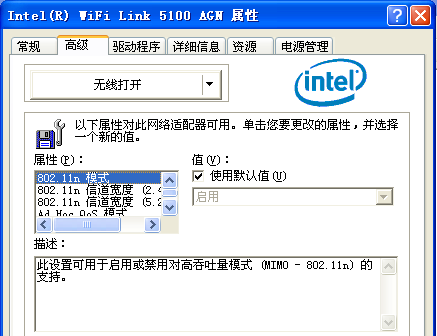 Intel(R) WiFi Link 5100 AGN 属性
常规 高级 驱动程序 详细信息 资源 电源管理
无线打开
intel
以下属性对此网络适配器可用。单击您要更改的属性，并选择
一个新的值。
属性(P):
值(V):
802.11n 模式
802.11n 信道宽度 (2.4
802.11n 信道宽度 (5.2
Ad Hoc QoS 模式
使用默认值(U)
启用
描述:
此设置可用于启用或禁用对高吞吐量模式 (MIMO - 802.11n) 的
支持。